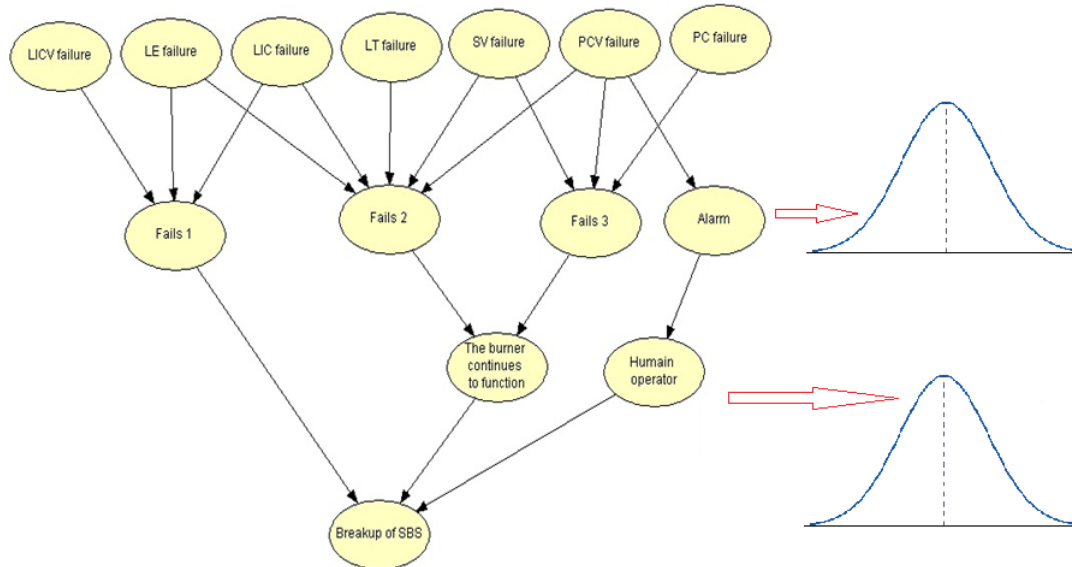 LICV failure
LE failure
LIC failure
LT failure
SV failure
PCV failure
PC failure
Fails 1
Fails 2
Fails 3
Alarm
The burner
continues
to function
Humain
operator
Breakup of SBS